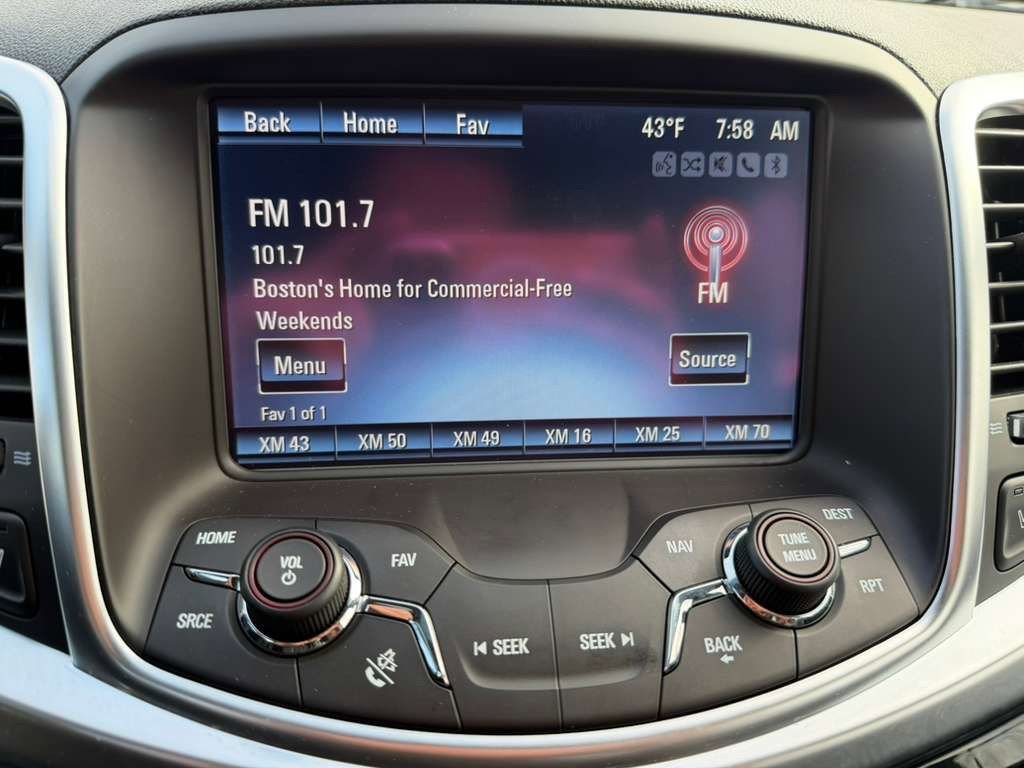 Back Home Fav 43°F 7:58 AM
FM 101.7
101.7
Boston's Home for Commercial-Free
Weekends
FM
Menu
Source
Fav 1 of 1
XM 43 XM 50 XM 49 XM 16 XM 25 XM 70
HOME
VOL
FAV
SRCE
SEEK
SEEK
NAV
TUNE
MENU
DEST
RPT
BACK